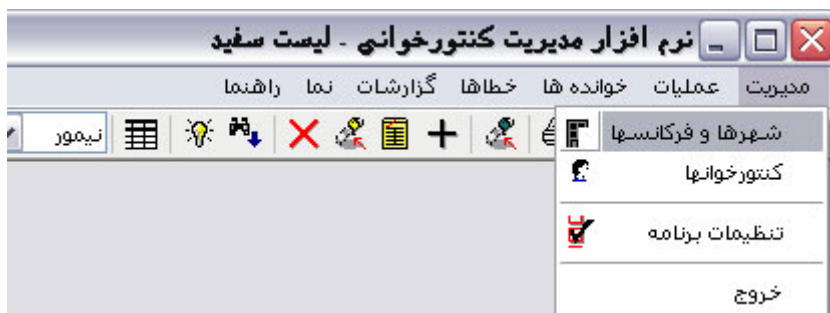 نرم افزار مدیریت کنتورخوانی - لیست سفید
مدیریت عملیات خوانده ها خطاها گزارشات نما راهنما
نیمور
شهرها و فرکانسها
کنتورخوانها
تنظیمات برنامه
خروج